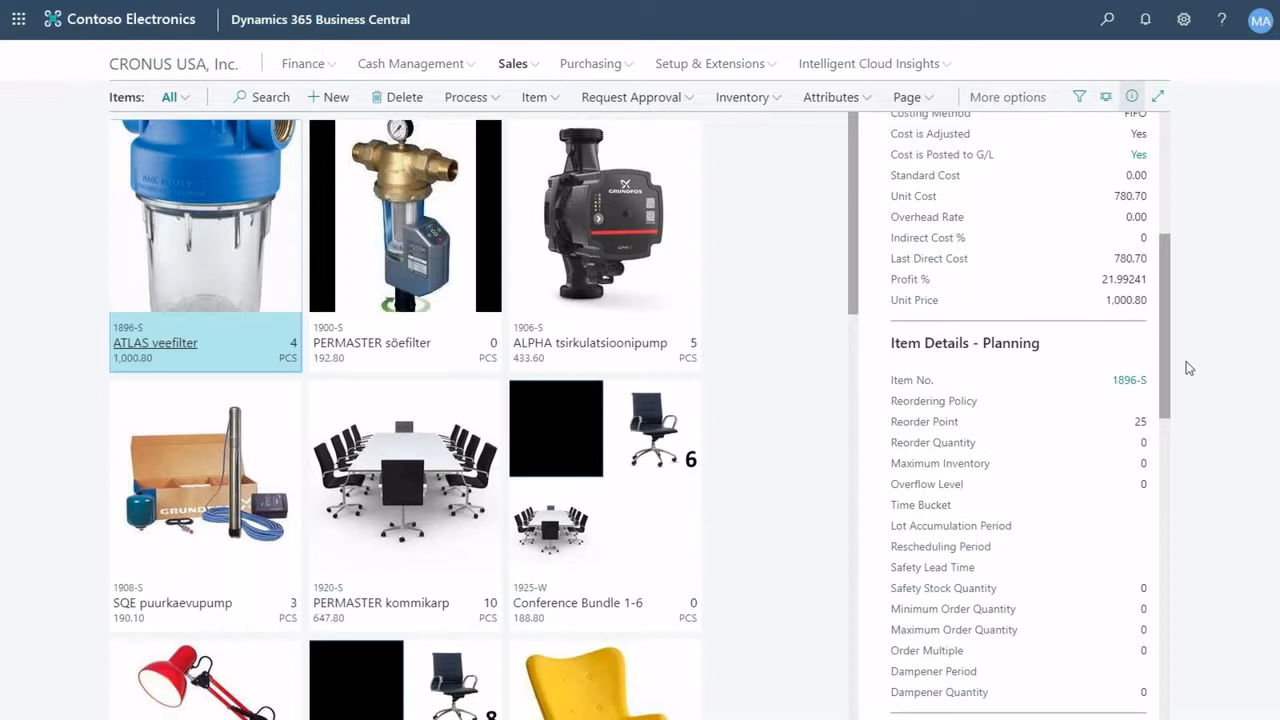 Contoso Electronics
Dynamics 365 Business Central
MA
CRONUS USA, Inc.
Finance
Cash Management
Sales
Purchasing
Setup & Extensions
Intelligent Cloud Insights
Items:
All
Search
New
Delete
Process
Item
Request Approval
Inventory
Attributes
Page
More options
GRUNDFOS
1896-S
ATLAS veefilter 4
1,000.80 PCS
1900-S
PERMASTER söefilter 0
192.80 PCS
1906-S
ALPHA tsirkulatsioonipump 5
433.60 PCS
6
1908-S
SQE puurkaevupump 3
190.10 PCS
1920-S
PERMASTER kommikarp 10
647.80 PCS
1925-W
Conference Bundle 1-6 0
188.80 PCS
8
Costing Method FIFO
Cost is Adjusted Yes
Cost is Posted to G/L Yes
Standard Cost 0.00
Unit Cost 780.70
Overhead Rate 0.00
Indirect Cost % 0
Last Direct Cost 780.70
Profit % 21.99241
Unit Price 1,000.80
Item Details - Planning
Item No. 1896-S
Reordering Policy
Reorder Point 25
Reorder Quantity 0
Maximum Inventory 0
Overflow Level 0
Time Bucket
Lot Accumulation Period
Rescheduling Period
Safety Lead Time
Safety Stock Quantity 0
Minimum Order Quantity 0
Maximum Order Quantity 0
Order Multiple 0
Dampener Period
Dampener Quantity 0